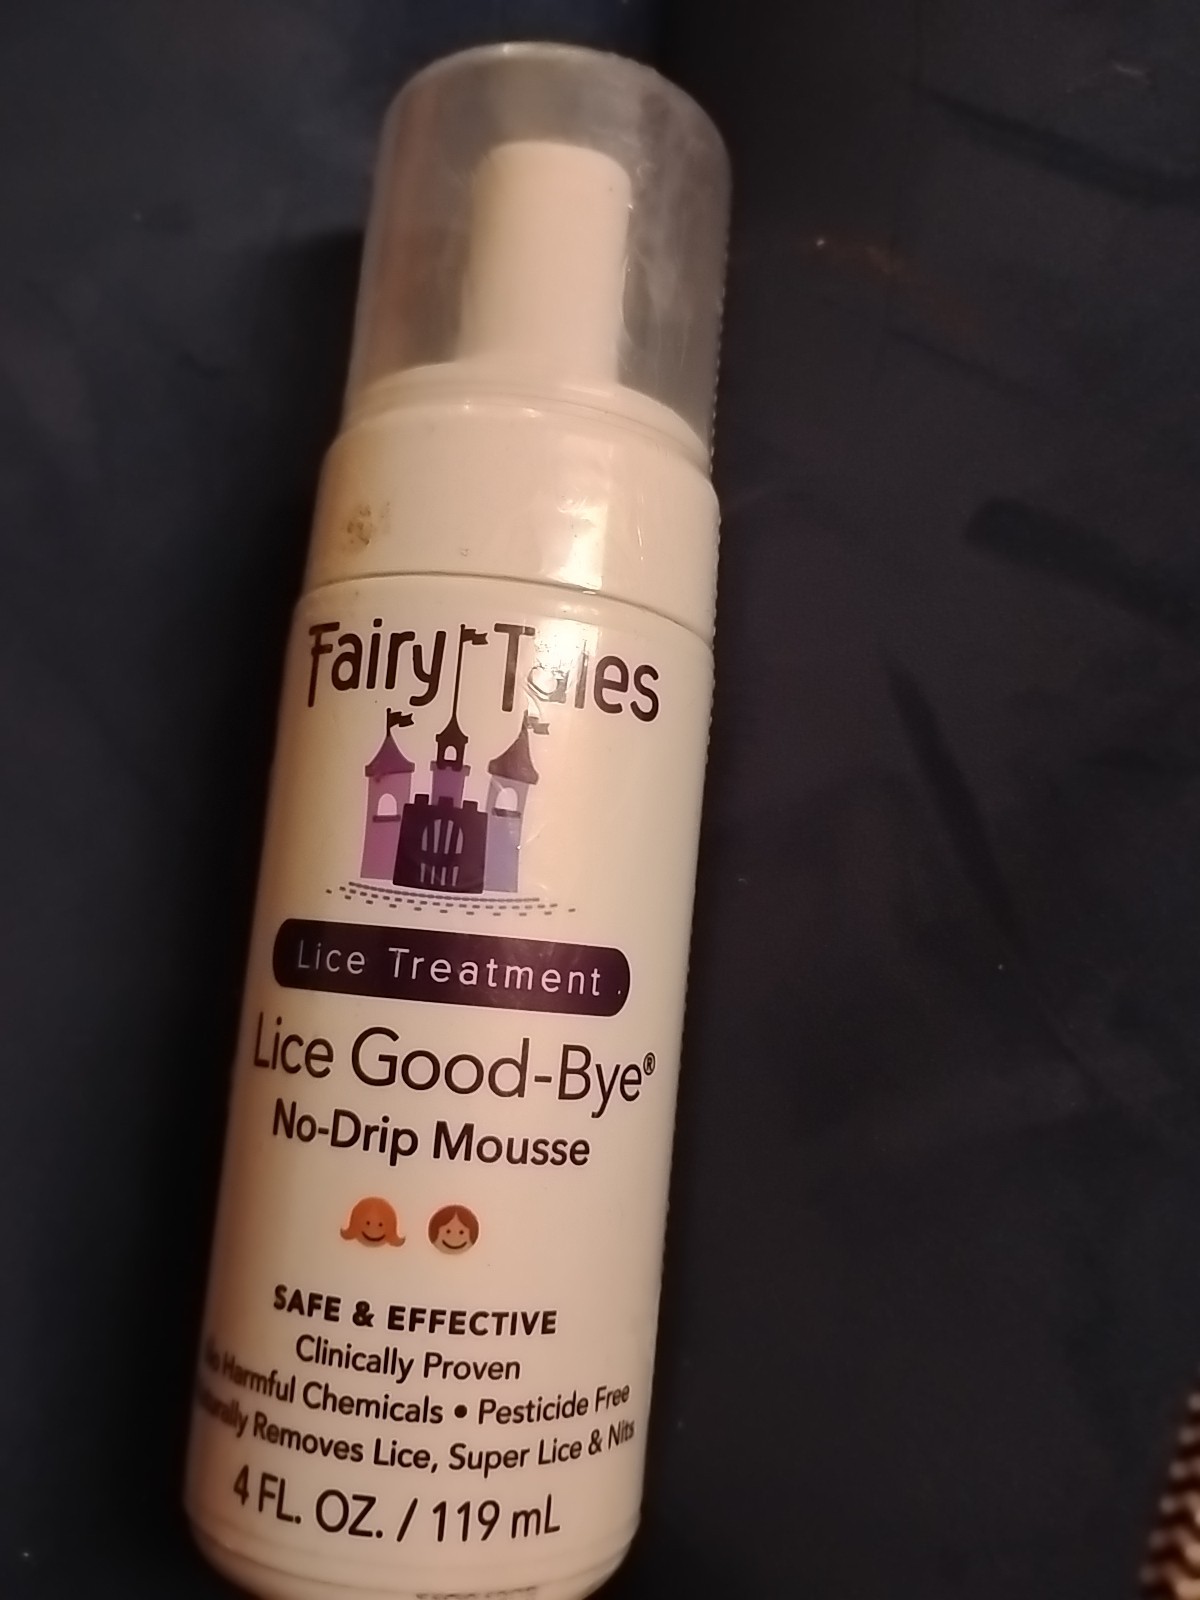 Fairy Tales
Lice Treatment
Lice Good-Bye®
No-Drip Mousse
SAFE & EFFECTIVE
Clinically Proven
Harmful Chemicals • Pesticide Free
Removes Lice, Super Lice & Nits
4 FL. OZ. / 119 mL